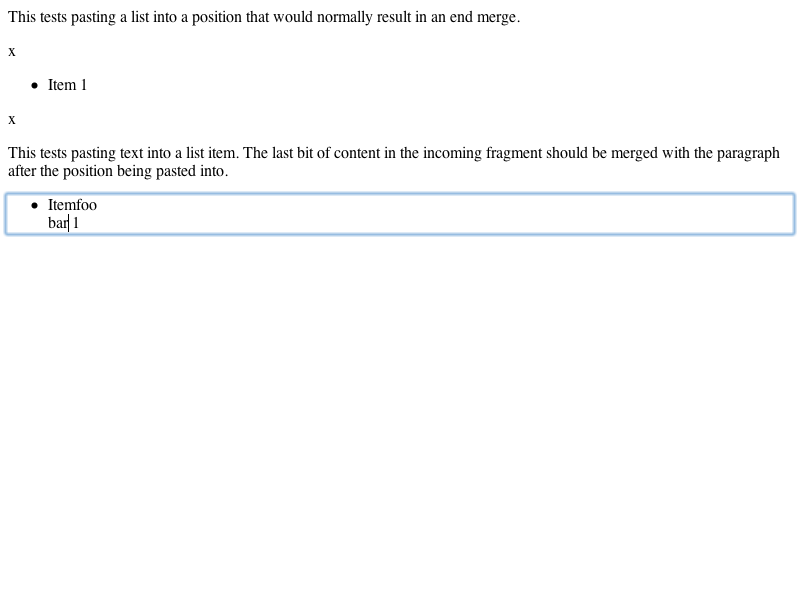 This tests pasting a list into a position that would normally result in an end merge.
x
• Item 1
x
This tests pasting text into a list item. The last bit of content in the incoming fragment should be merged with the paragraph
after the position being pasted into.
• Itemfoo
bar 1